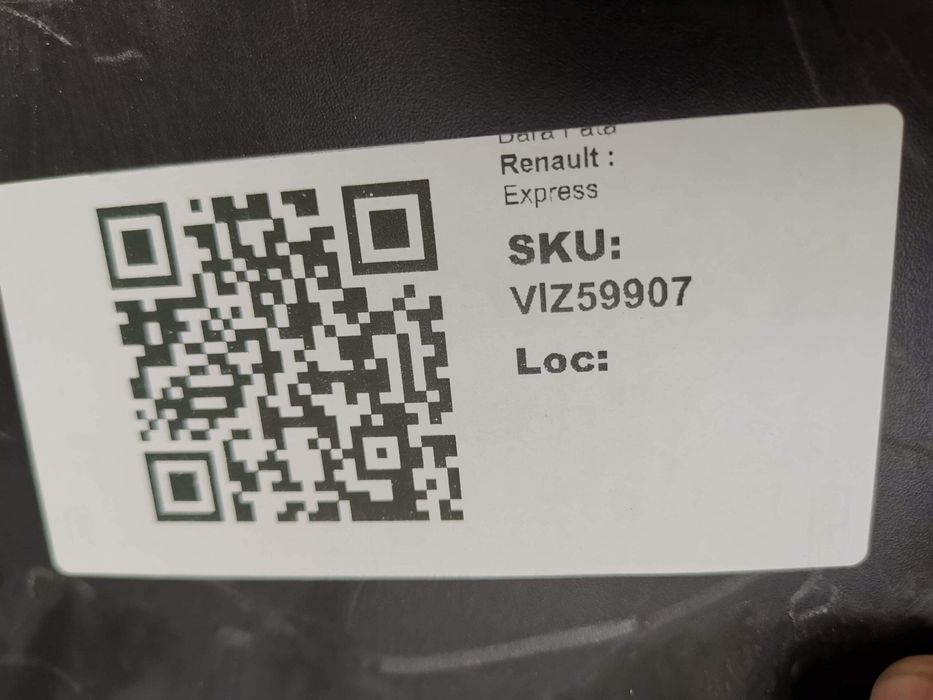 Bara Fata
Renault :
Express
SKU:
VIZ59907
Loc: